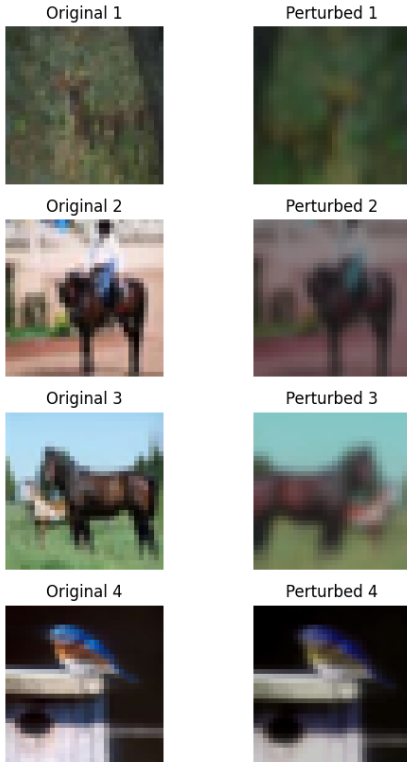 Original 1
Perturbed 1
Original 2
Perturbed 2
Original 3
Perturbed 3
Original 4
Perturbed 4